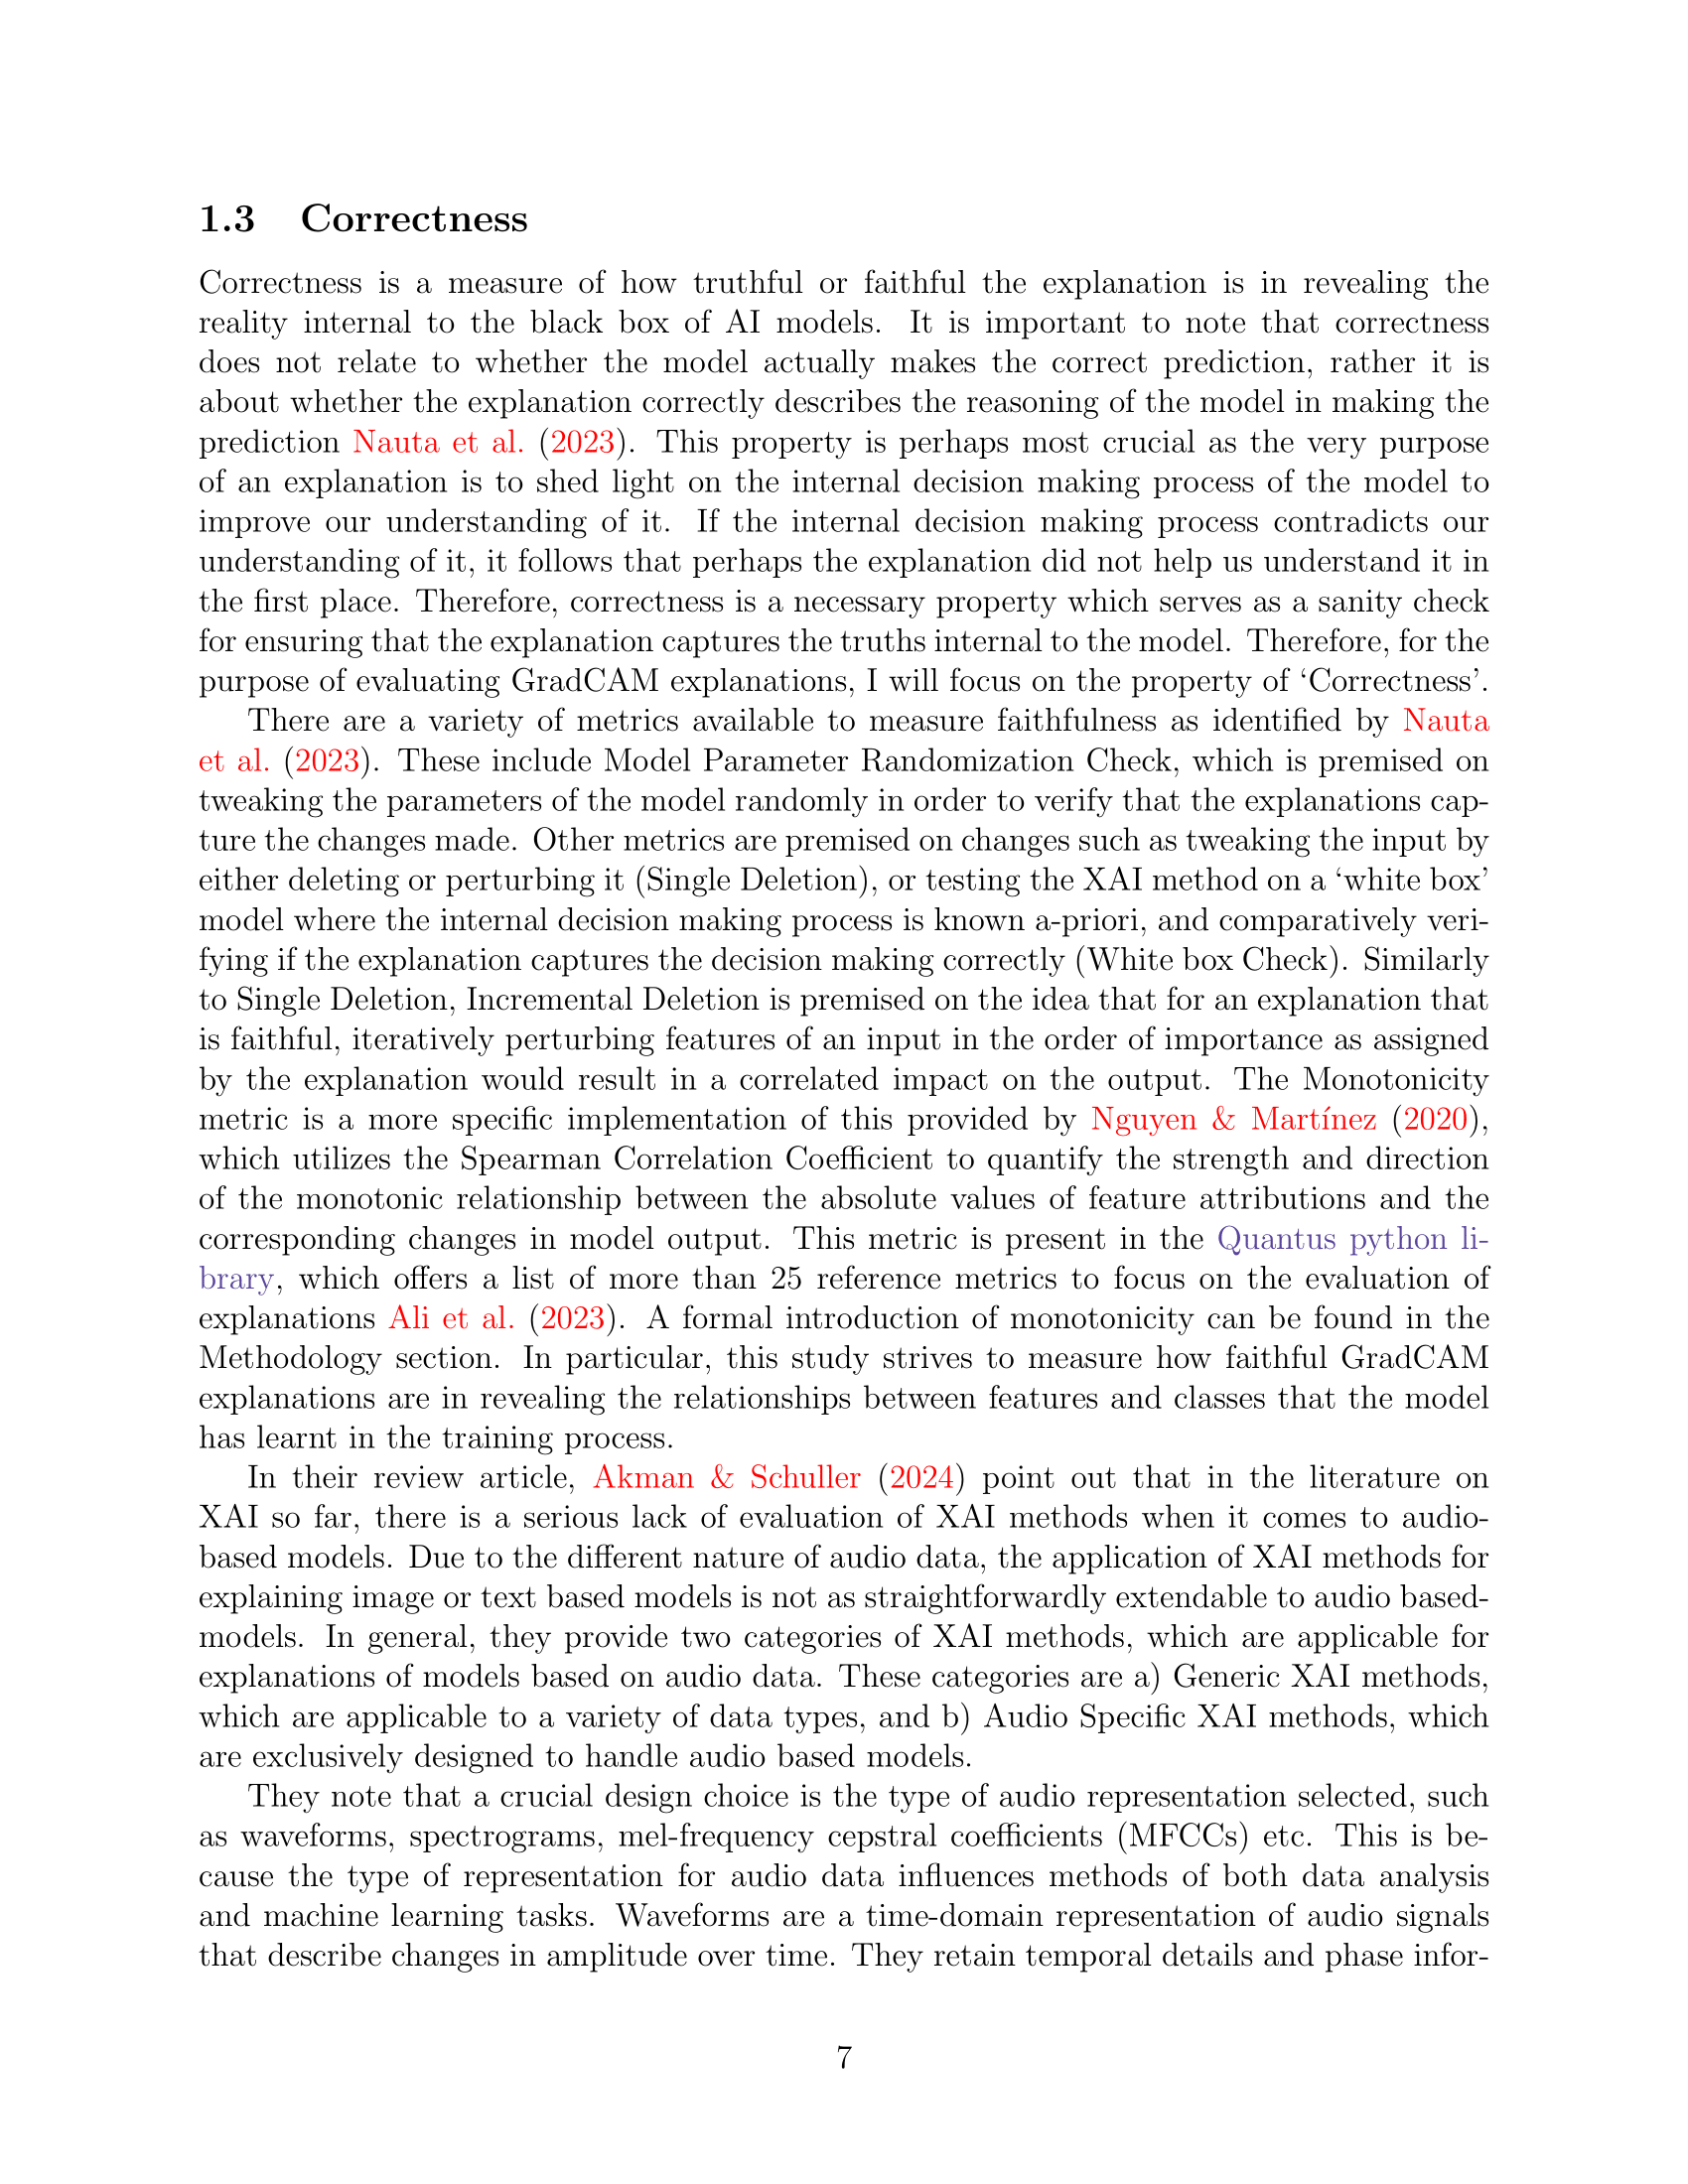 1.3 Correctness
Correctness is a measure of how truthful or faithful the explanation is in revealing the
reality internal to the black box of AI models. It is important to note that correctness
does not relate to whether the model actually makes the correct prediction, rather it is
about whether the explanation correctly describes the reasoning of the model in making the
prediction Nauta et al. (2023). This property is perhaps most crucial as the very purpose
of an explanation is to shed light on the internal decision making process of the model to
improve our understanding of it. If the internal decision making process contradicts our
understanding of it, it follows that perhaps the explanation did not help us understand it in
the first place. Therefore, correctness is a necessary property which serves as a sanity check
for ensuring that the explanation captures the truths internal to the model. Therefore, for the
purpose of evaluating GradCAM explanations, I will focus on the property of ‘Correctness’.
There are a variety of metrics available to measure faithfulness as identified by Nauta
et al. (2023). These include Model Parameter Randomization Check, which is premised on
tweaking the parameters of the model randomly in order to verify that the explanations cap-
ture the changes made. Other metrics are premised on changes such as tweaking the input by
either deleting or perturbing it (Single Deletion), or testing the XAI method on a ‘white box’
model where the internal decision making process is known a-priori, and comparatively veri-
fying if the explanation captures the decision making correctly (White box Check). Similarly
to Single Deletion, Incremental Deletion is premised on the idea that for an explanation that
is faithful, iteratively perturbing features of an input in the order of importance as assigned
by the explanation would result in a correlated impact on the output. The Monotonicity
metric is a more specific implementation of this provided by Nguyen & Martínez (2020),
which utilizes the Spearman Correlation Coefficient to quantify the strength and direction
of the monotonic relationship between the absolute values of feature attributions and the
corresponding changes in model output. This metric is present in the Quantus python li-
brary, which offers a list of more than 25 reference metrics to focus on the evaluation of
explanations Ali et al. (2023). A formal introduction of monotonicity can be found in the
Methodology section. In particular, this study strives to measure how faithful GradCAM
explanations are in revealing the relationships between features and classes that the model
has learnt in the training process.
In their review article, Akman & Schuller (2024) point out that in the literature on
XAI so far, there is a serious lack of evaluation of XAI methods when it comes to audio-
based models. Due to the different nature of audio data, the application of XAI methods for
explaining image or text based models is not as straightforwardly extendable to audio based-
models. In general, they provide two categories of XAI methods, which are applicable for
explanations of models based on audio data. These categories are a) Generic XAI methods,
which are applicable to a variety of data types, and b) Audio Specific XAI methods, which
are exclusively designed to handle audio based models.
They note that a crucial design choice is the type of audio representation selected, such
as waveforms, spectrograms, mel-frequency cepstral coefficients (MFCCs) etc. This is be-
cause the type of representation for audio data influences methods of both data analysis
and machine learning tasks. Waveforms are a time-domain representation of audio signals
that describe changes in amplitude over time. They retain temporal details and phase infor-
7